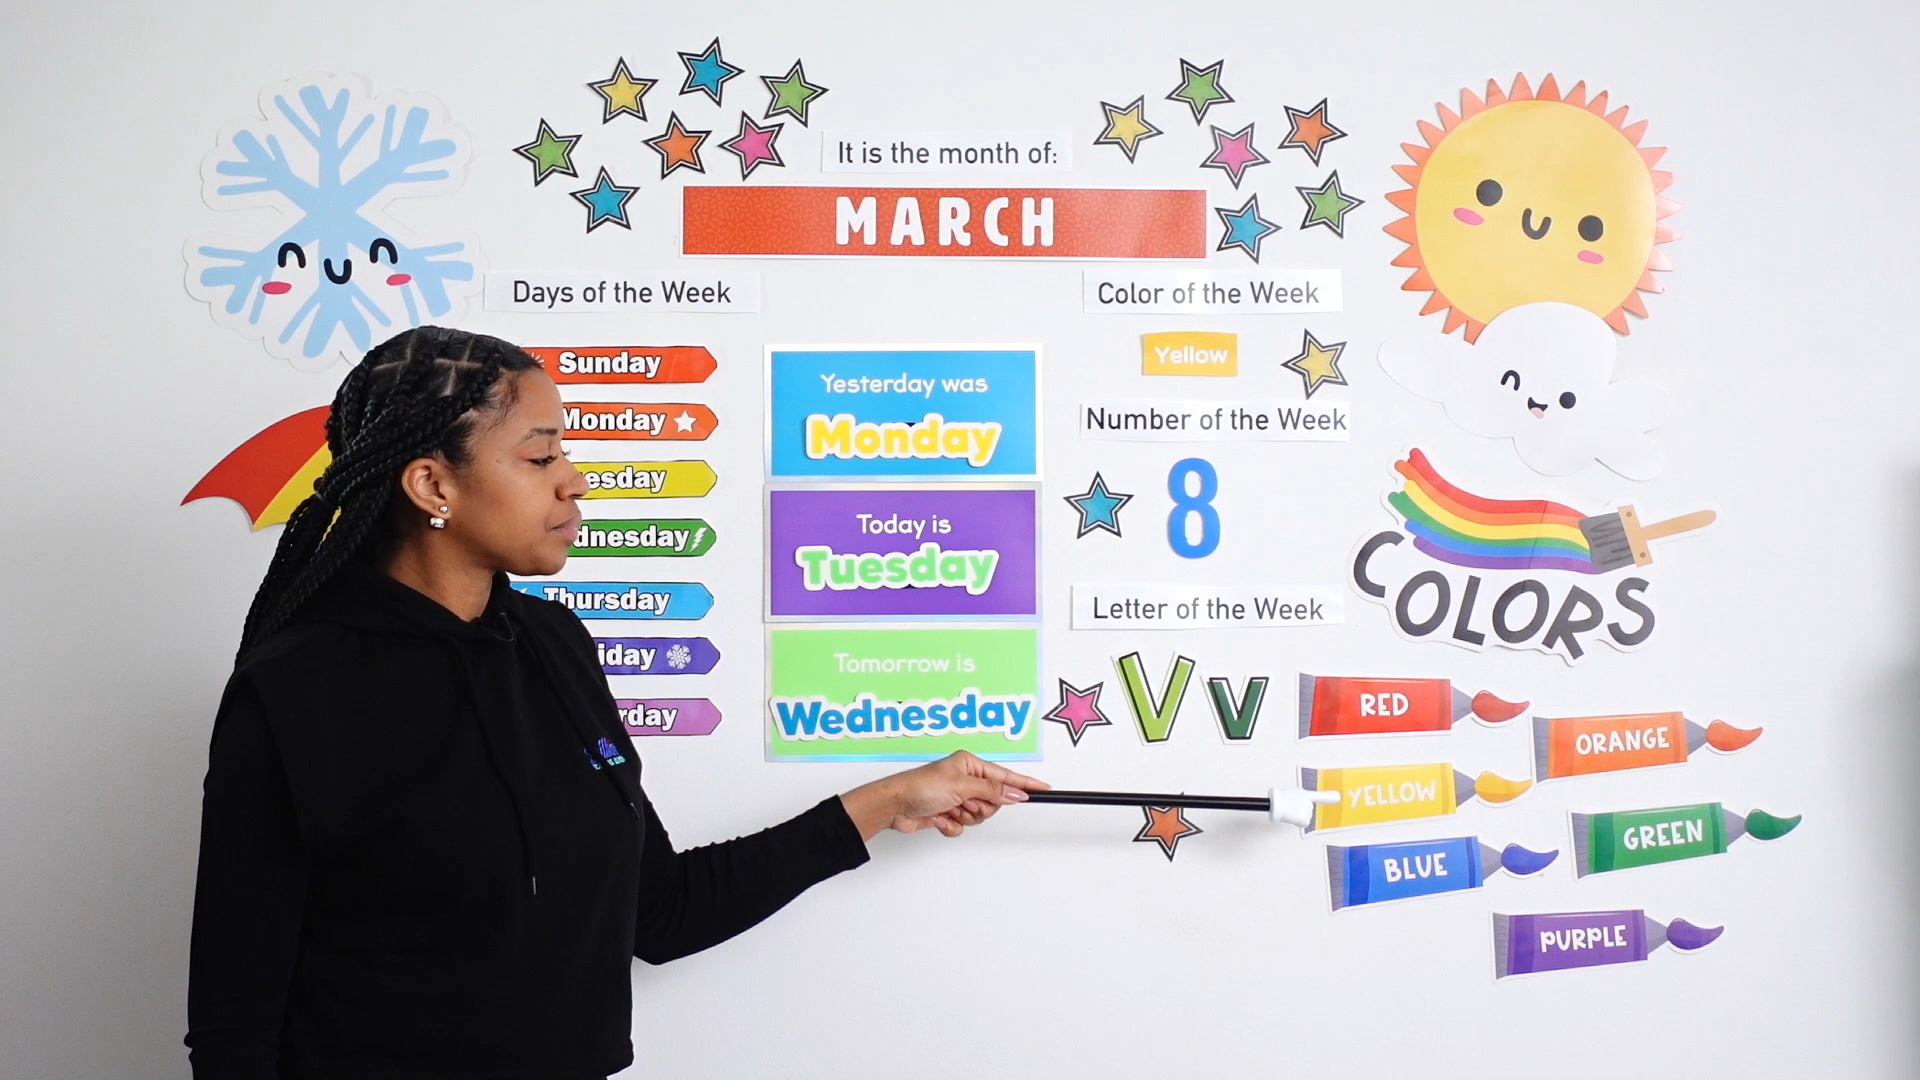 It is the month of:
MARCH
Days of the Week
Sunday
Monday
Thursday
Yesterday was
Monday
Today is
Tuesday
Tomorrow is
Wednesday
Color of the Week
Yellow
Number of the Week
8
Letter of the Week
Vv
COLORS
RED
ORANGE
YELLOW
GREEN
BLUE
PURPLE